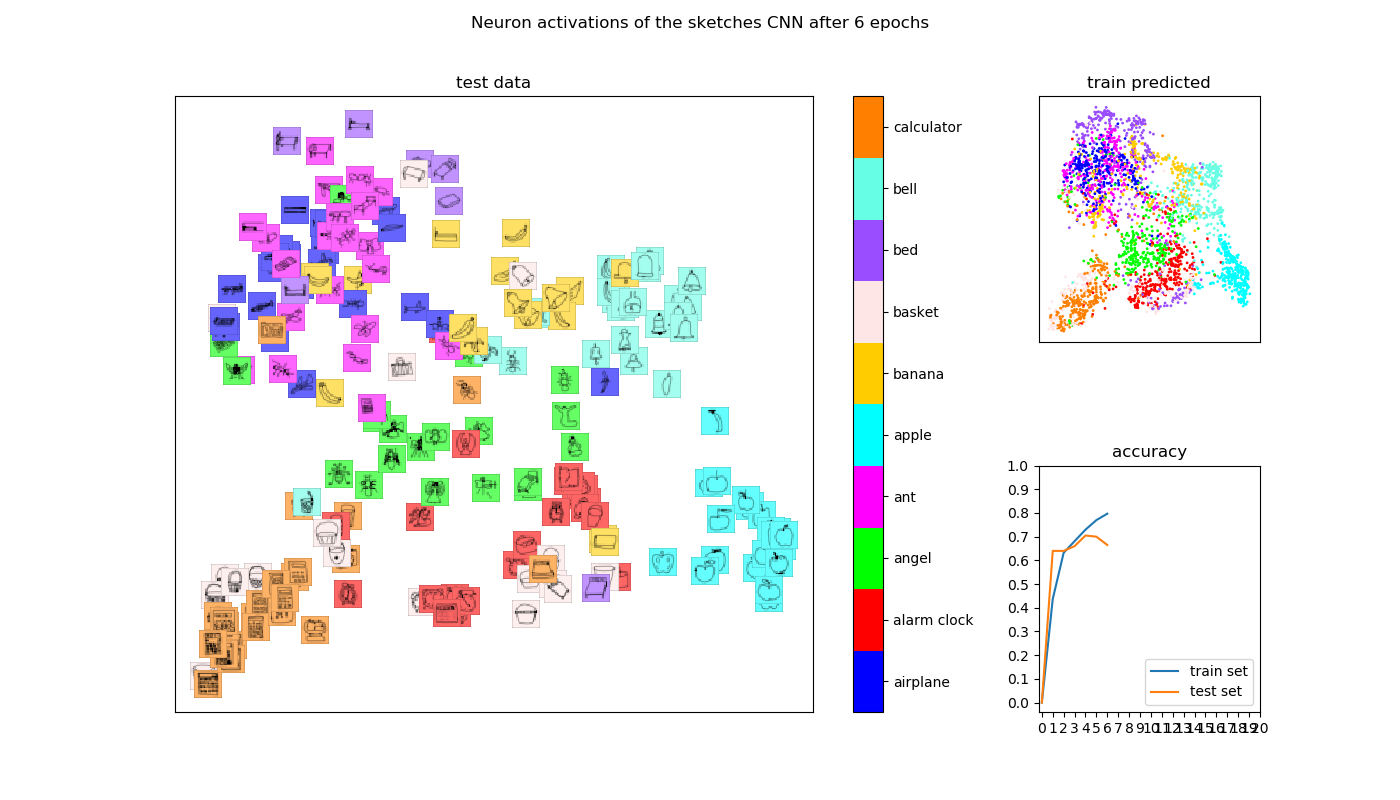 Neuron activations of the sketches CNN after 6 epochs
test data
calculator
bell
bed
basket
banana
apple
ant
angel
alarm clock
airplane
train predicted
accuracy
1.0
0.9
0.8
0.7
0.6
0.5
0.4
0.3
0.2
0.1
0.0
train set
test set
0 1 2 3 4 5 6 7 8 9 10 11 12 13 14 15 16 17 18 19 20